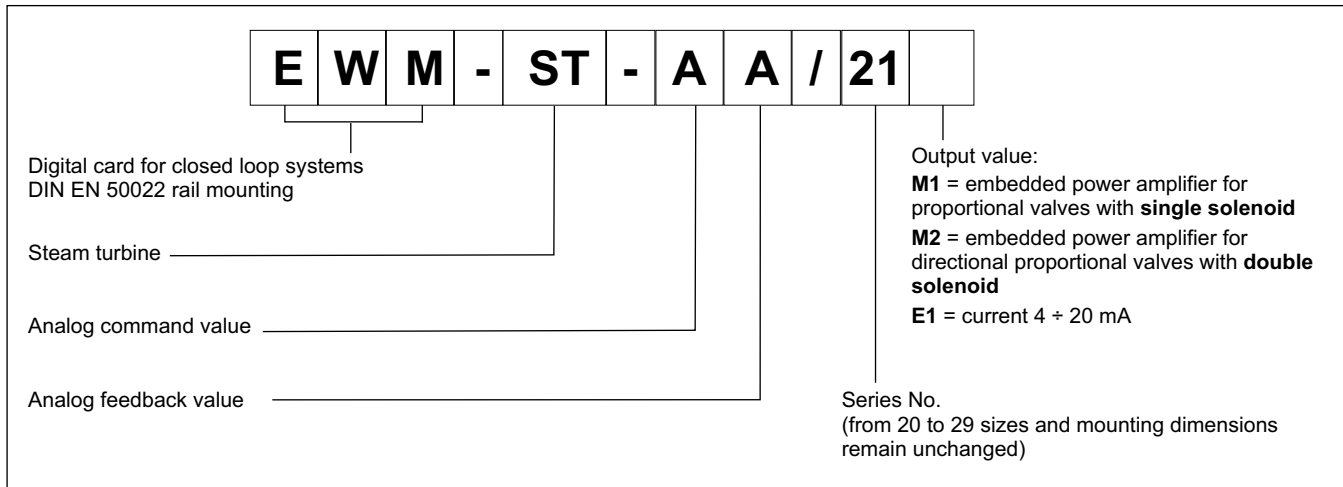 E W M - ST - A A / 21
Digital card for closed loop systems
DIN EN 50022 rail mounting
Steam turbine
Analog command value
Analog feedback value
Output value:
M1 = embedded power amplifier for
proportional valves with single solenoid
M2 = embedded power amplifier for
directional proportional valves with double
solenoid
E1 = current 4 ÷ 20 mA
Series No.
(from 20 to 29 sizes and mounting dimensions
remain unchanged)